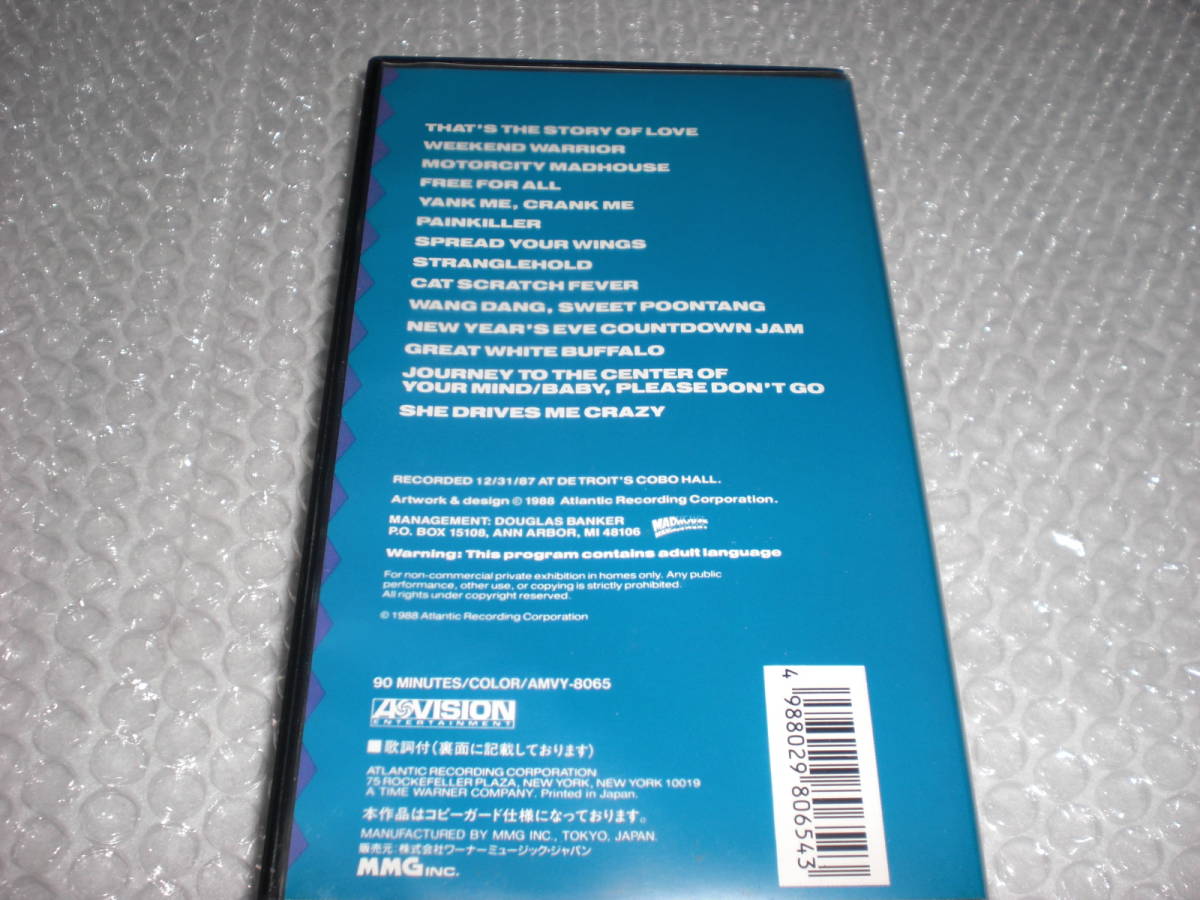 THAT'S THE STORY OF LOVE
WEEKEND WARRIOR
MOTORCITY MADHOUSE
FREE FOR ALL
YANK ME, CRANK ME
PAINKILLER
SPREAD YOUR WINGS
STRANGLEHOLD
CAT SCRATCH FEVER
WANG DANG, SWEET POONTANG
NEW YEAR'S EVE COUNTDOWN JAM
GREAT WHITE BUFFALO
JOURNEY TO THE CENTER OF
YOUR MIND/BABY, PLEASE DON'T GO
SHE DRIVES ME CRAZY
RECORDED 12/31/87 AT DETROIT'S COBO HALL.
Artwork & design © 1988 Atlantic Recording Corporation.
MANAGEMENT: DOUGLAS BANKER
P.O. BOX 15108, ANN ARBOR, MI 48106
MADHOUSE
MANAGEMENT
Warning: This program contains adult language
For non-commercial private exhibition in homes only. Any public
performance, other use, or copying is strictly prohibited.
All rights under copyright reserved.
© 1988 Atlantic Recording Corporation
90 MINUTES/COLOR/AMVY-8065
A*VISION
ENTERTAINMENT
■歌詞付(裏面に記載しております)
ATLANTIC RECORDING CORPORATION
75 ROCKEFELLER PLAZA, NEW YORK, NEW YORK 10019
A TIME WARNER COMPANY. Printed in Japan.
本作品はコピーガード仕様になっております。
MANUFACTURED BY MMG INC., TOKYO, JAPAN.
販売元:株式会社ワーナーミュージック・ジャパン
MMG INC.
4 988029 806543